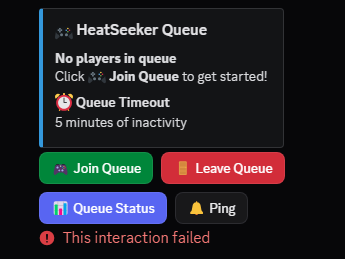 🎮 HeatSeeker Queue
No players in queue
Click 🎮 Join Queue to get started!
⏰ Queue Timeout
5 minutes of inactivity
🎮 Join Queue
🚪 Leave Queue
📊 Queue Status
🔔 Ping
This interaction failed